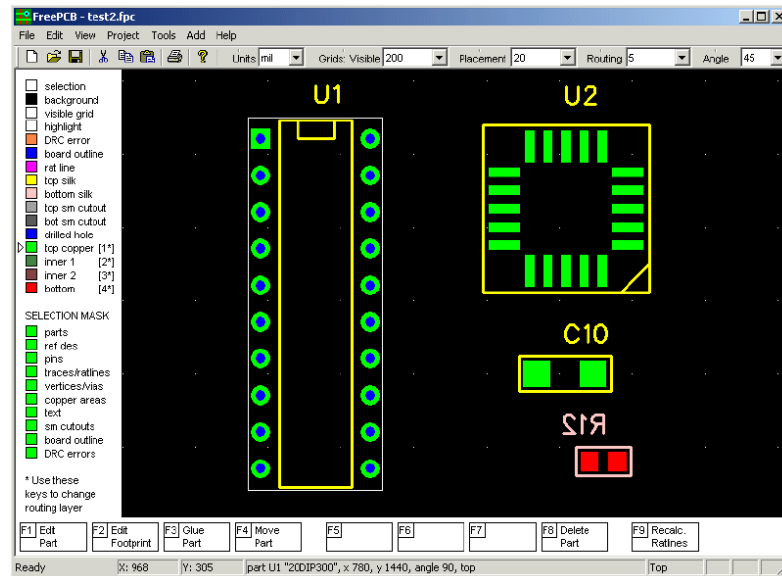 FreePCB - test2.fpc
File Edit View Project Tools Add Help
Units mil Grids: Visible 200 Placement 20 Routing 5 Angle 45
selection
background
visible grid
highlight
DRC error
board outline
rat line
top silk
bottom silk
top sm cutout
bot sm cutout
drilled hole
top copper [1*]
inner 1 [2*]
inner 2 [3*]
bottom [4*]
SELECTION MASK
parts
ref des
pins
traces/ratlines
vertices/vias
copper areas
text
sm cutouts
board outline
DRC errors
* Use these
keys to change
routing layer
U1
U2
C10
R12
F1 Edit Part
F2 Edit Footprint
F3 Glue Part
F4 Move Part
F5
F6
F7
F8 Delete Part
F9 Recalc. Ratlines
Ready X: 968 Y: 305 part U1 "20DIP300", x 780, y 1440, angle 90, top Top